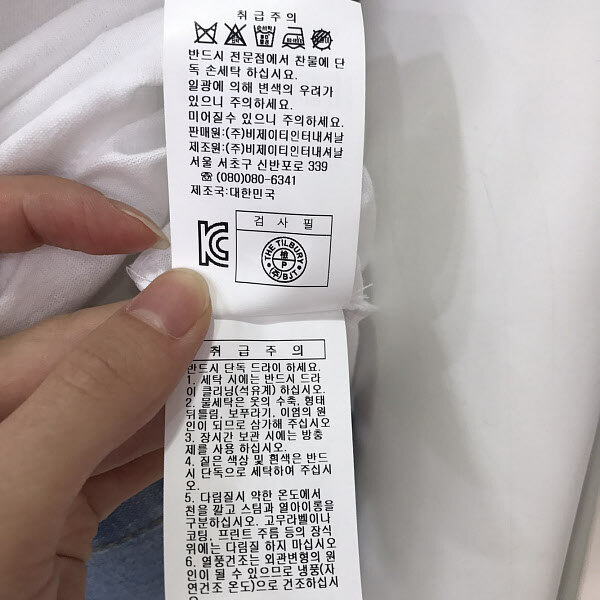 취급주의
손세탁
반드시 전문점에서 찬물에 단
독 손세탁 하십시요.
일광에 의해 변색의 우려가
있으니 주의하세요.
미어질수 있으니 주의하세요.
판매원:(주)비제이티인터내셔날
제조원:(주)비제이티인터내셔날
서울 서초구 신반포로 339
☎ (080)080-6341
제조국:대한민국
검 사 필
KC
THE TILBURY
檢
P
(주)BJT
취 급 주 의
반드시 단독 드라이 하세요.
1. 세탁 시에는 반드시 드라
이 클리닝(석유계) 하십시오
2. 물세탁은 옷의 수축, 형태
뒤틀림, 보푸라기, 이염의 원
인이 되므로 삼가해 주십시오
3. 장시간 보관 시에는 방충
제를 사용 하십시오.
4. 짙은 색상 및 흰색은 반드
시 단독으로 세탁하여 주십시
오.
5. 다림질시 약한 온도에서
천을 깔고 스팀과 열아이롱을
구분하십시오. 고무라벨이나
코팅, 프린트 주름 등의 장식
위에는 다림질 하지 마십시오
6. 열풍건조는 외관변형의 원
인이 될 수 있으므로 냉풍(자
연건조 온도)으로 건조하십시
오.